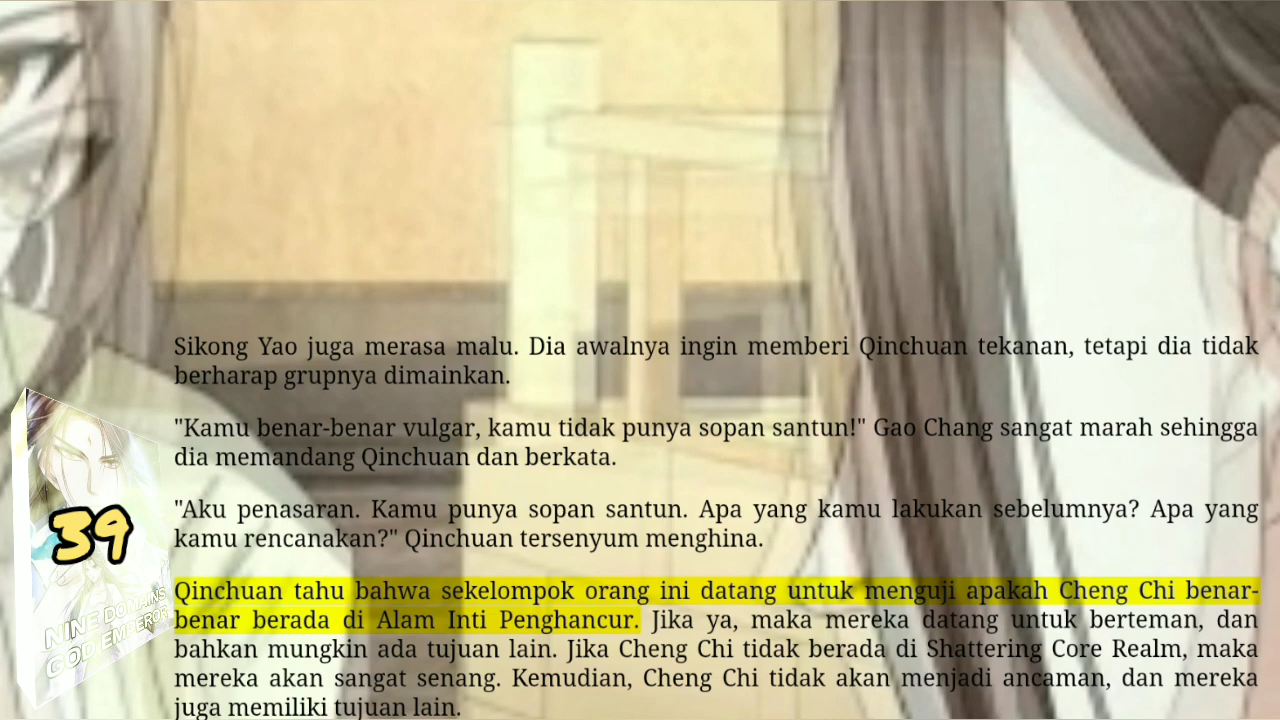 Sikong Yao juga merasa malu. Dia awalnya ingin memberi Qinchuan tekanan, tetapi dia tidak
berharap grupnya dimainkan.
"Kamu benar-benar vulgar, kamu tidak punya sopan santun!" Gao Chang sangat marah sehingga
dia memandang Qinchuan dan berkata.
"Aku penasaran. Kamu punya sopan santun. Apa yang kamu lakukan sebelumnya? Apa yang
kamu rencanakan?" Qinchuan tersenyum menghina.
Qinchuan tahu bahwa sekelompok orang ini datang untuk menguji apakah Cheng Chi benar-
benar berada di Alam Inti Penghancur. Jika ya, maka mereka datang untuk berteman, dan
bahkan mungkin ada tujuan lain. Jika Cheng Chi tidak berada di Shattering Core Realm, maka
mereka akan sangat senang. Kemudian, Cheng Chi tidak akan menjadi ancaman, dan mereka
juga memiliki tujuan lain.
39
NINE DOMAINS
GOD EMPEROR